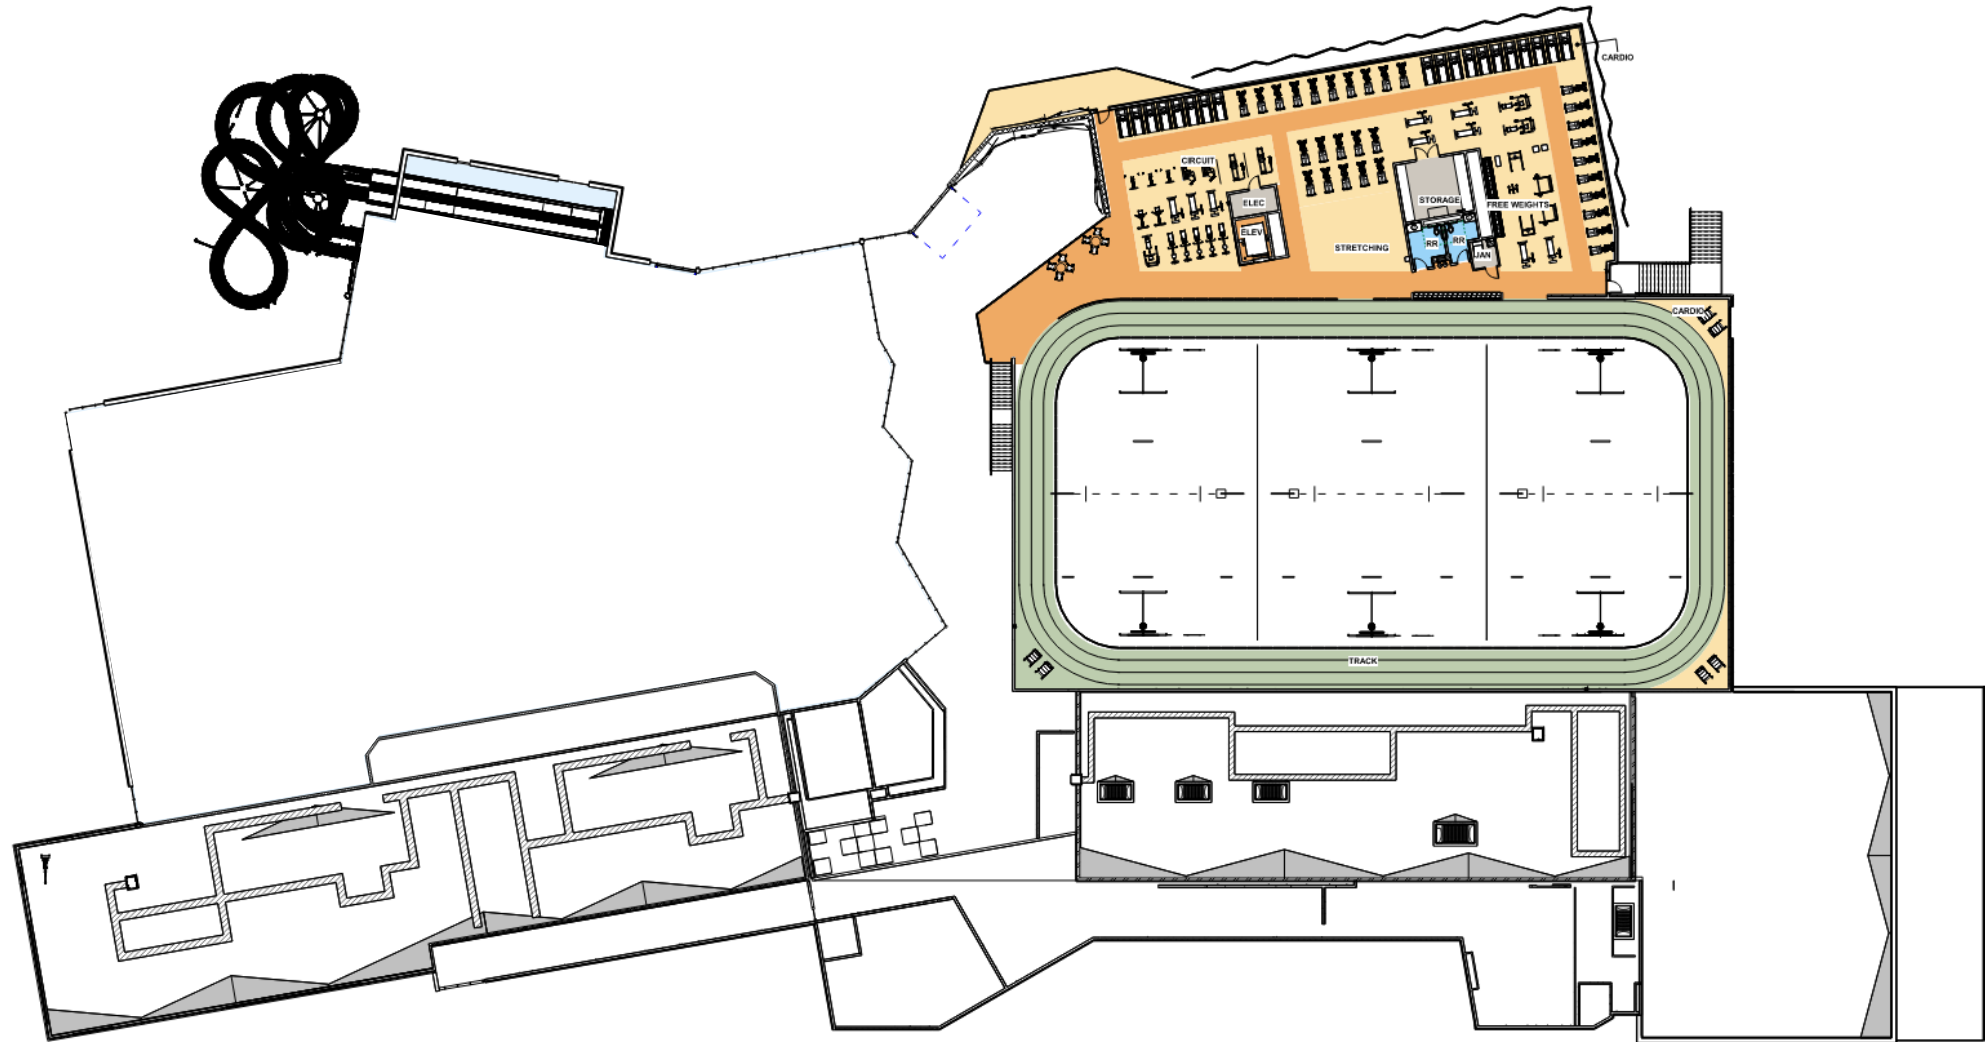 CARDIO
CIRCUIT
ELEC
STORAGE
FREE WEIGHTS
ELEV
STRETCHING
RR
RR
JAN
CARDIO
TRACK